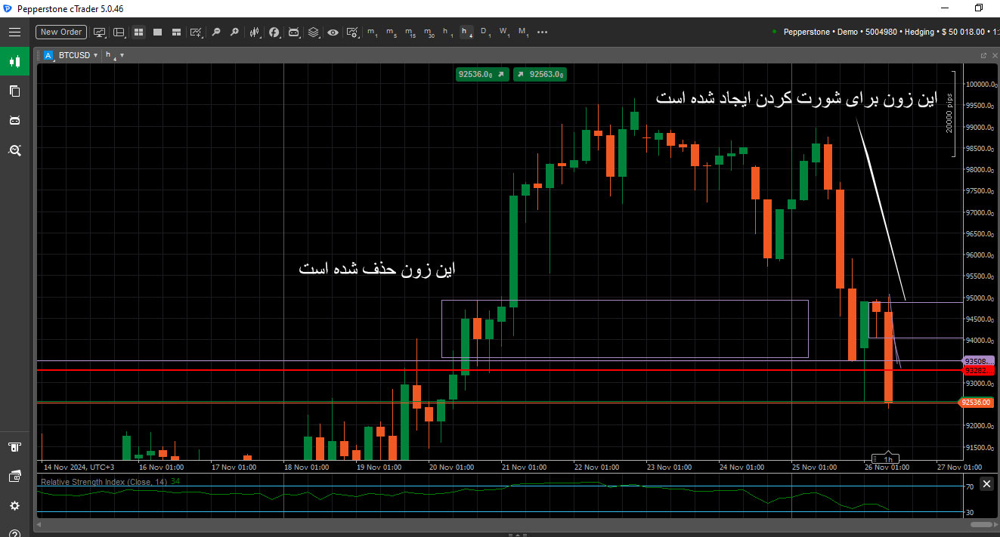 Pepperstone cTrader 5.0.46
New Order
m1 m5 m15 m30 h1 h4 D1 W1 M1
Pepperstone • Demo • 5004980 • Hedging • $ 50 018.00 • 1:
A BTCUSD h4
92536.00 92563.00
این زون برای شورت کردن ایجاد شده است
20000 pips
این زون حذف شده است
100000.00
99500.00
99000.00
98500.00
98000.00
97500.00
97000.00
96500.00
96000.00
95500.00
95000.00
94500.00
94000.00
93508...
93282...
93000.00
92536.00
92000.00
91500.00
1h
14 Nov 2024, UTC+3 16 Nov 01:00 17 Nov 01:00 18 Nov 01:00 19 Nov 01:00 20 Nov 01:00 21 Nov 01:00 22 Nov 01:00 23 Nov 01:00 24 Nov 01:00 25 Nov 01:00 26 Nov 01:00 27 Nov 01:00
Relative Strength Index (Close, 14) 34
70
30